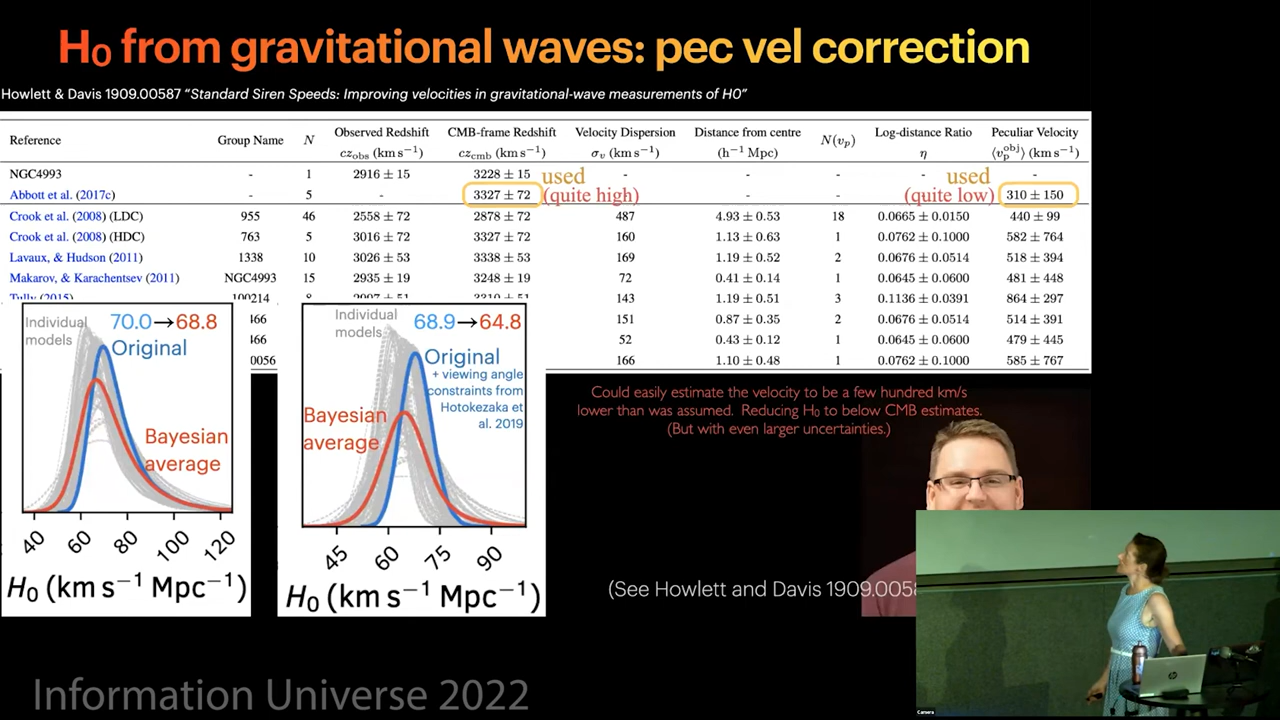 H₀ from gravitational waves: pec vel correction
Howlett & Davis 1909.00587 “Standard Siren Speeds: Improving velocities in gravitational-wave measurements of H0”
Reference Group Name N Observed Redshift CMB-frame Redshift Velocity Dispersion Distance from centre N(vₚ) Log-distance Ratio Peculiar Velocity
cz_obs (km s⁻¹) cz_cmb (km s⁻¹) σᵥ (km s⁻¹) (h⁻¹ Mpc) η ⟨vₚ^obj⟩ (km s⁻¹)
NGC4993 - 1 2916 ± 15 3228 ± 15 used - - - - used -
Abbott et al. (2017c) - 5 - 3327 ± 72 (quite high) - - - (quite low) 310 ± 150
Crook et al. (2008) (LDC) 955 46 2558 ± 72 2878 ± 72 487 4.93 ± 0.53 18 0.0665 ± 0.0150 440 ± 99
Crook et al. (2008) (HDC) 763 5 3016 ± 72 3327 ± 72 160 1.13 ± 0.63 1 0.0762 ± 0.1000 582 ± 764
Lavaux, & Hudson (2011) 1338 10 3026 ± 53 3338 ± 53 169 1.19 ± 0.52 2 0.0676 ± 0.0514 518 ± 394
Makarov, & Karachentsev (2011) NGC4993 15 2935 ± 19 3248 ± 19 72 0.41 ± 0.14 1 0.0645 ± 0.0600 481 ± 448
Tully (2015) 100214 8 143 1.19 ± 0.51 3 0.1136 ± 0.0391 864 ± 297
466 151 0.87 ± 0.35 2 0.0676 ± 0.0514 514 ± 391
466 52 0.43 ± 0.12 1 0.0645 ± 0.0600 479 ± 445
0056 166 1.10 ± 0.48 1 0.0762 ± 0.1000 585 ± 767
Individual
models
70.0→68.8
Original
Bayesian
average
40 60 80 100 120
H₀ (km s⁻¹ Mpc⁻¹)
Individual
models
68.9→64.8
Original
+ viewing angle
constraints from
Hotokezaka et
al. 2019
Bayesian
average
45 60 75 90
H₀ (km s⁻¹ Mpc⁻¹)
Could easily estimate the velocity to be a few hundred km/s
lower than was assumed. Reducing H₀ to below CMB estimates.
(But with even larger uncertainties.)
(See Howlett and Davis 1909.0058
Information Universe 2022
hp
Camera